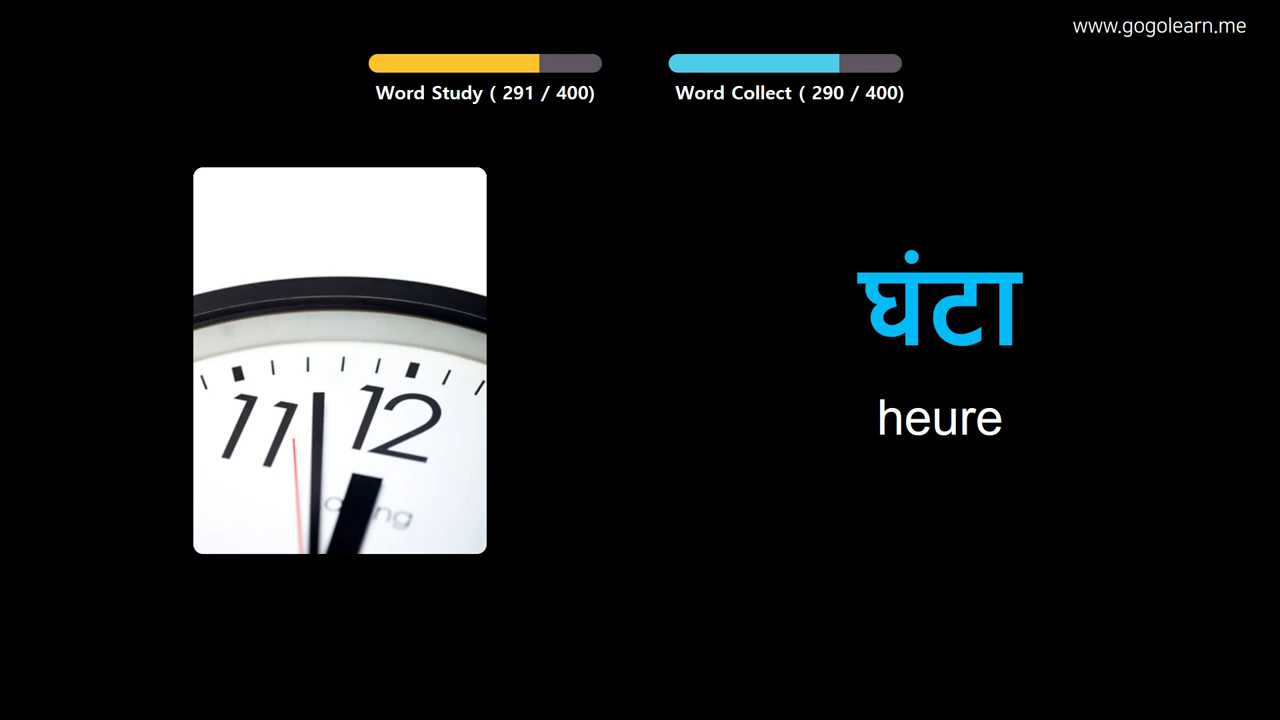 www.gogolearn.me
Word Study ( 291 / 400)
Word Collect ( 290 / 400)
घंटा
heure
11
12